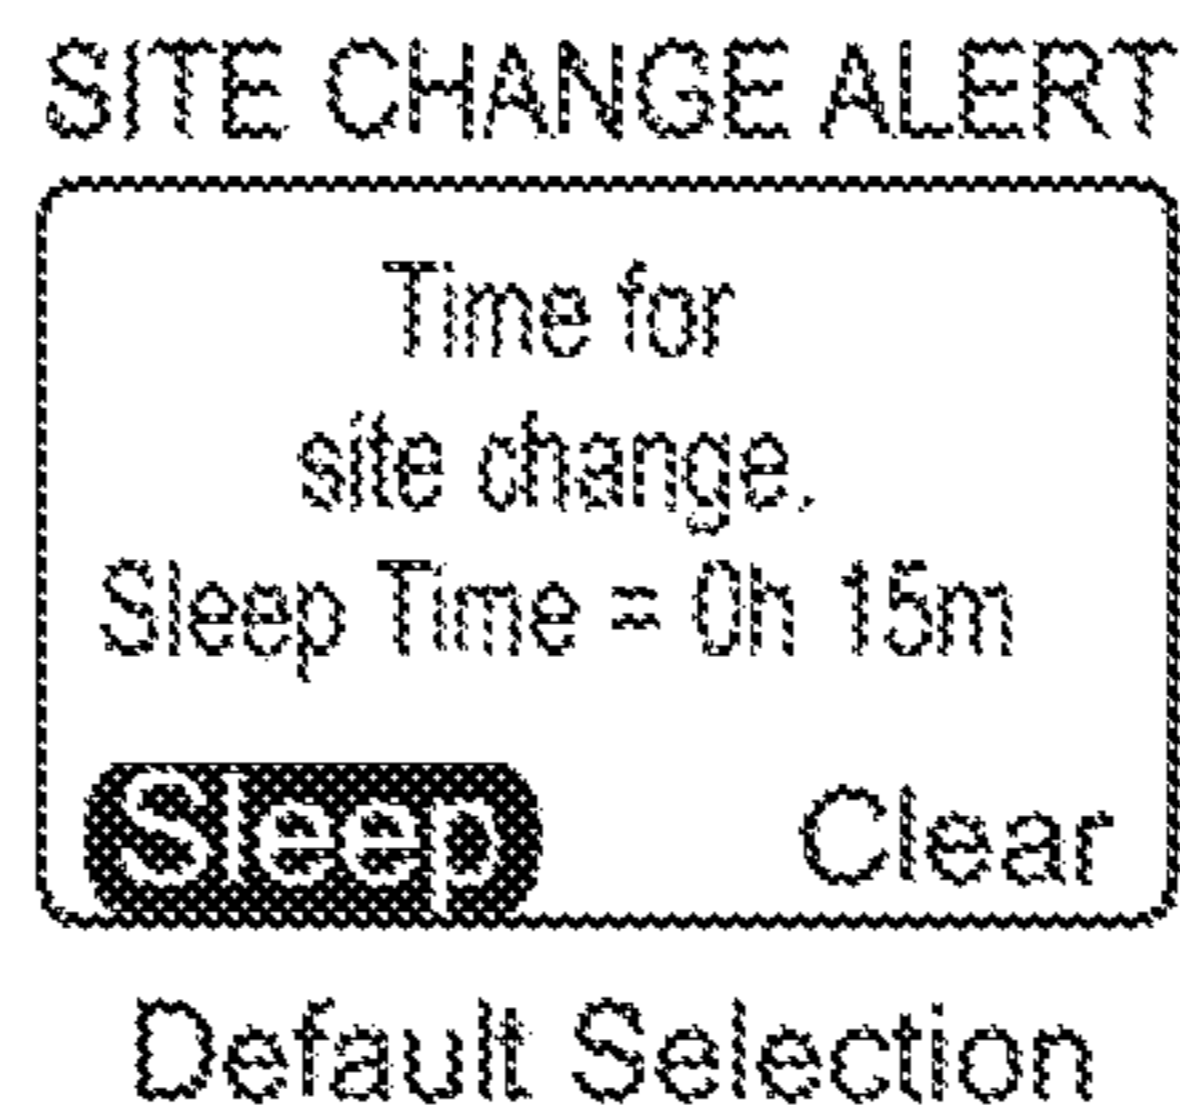 SITE CHANGE ALERT
Time for
site change.
Sleep Time = 0h 15m
Sleep Clear
Default Selection